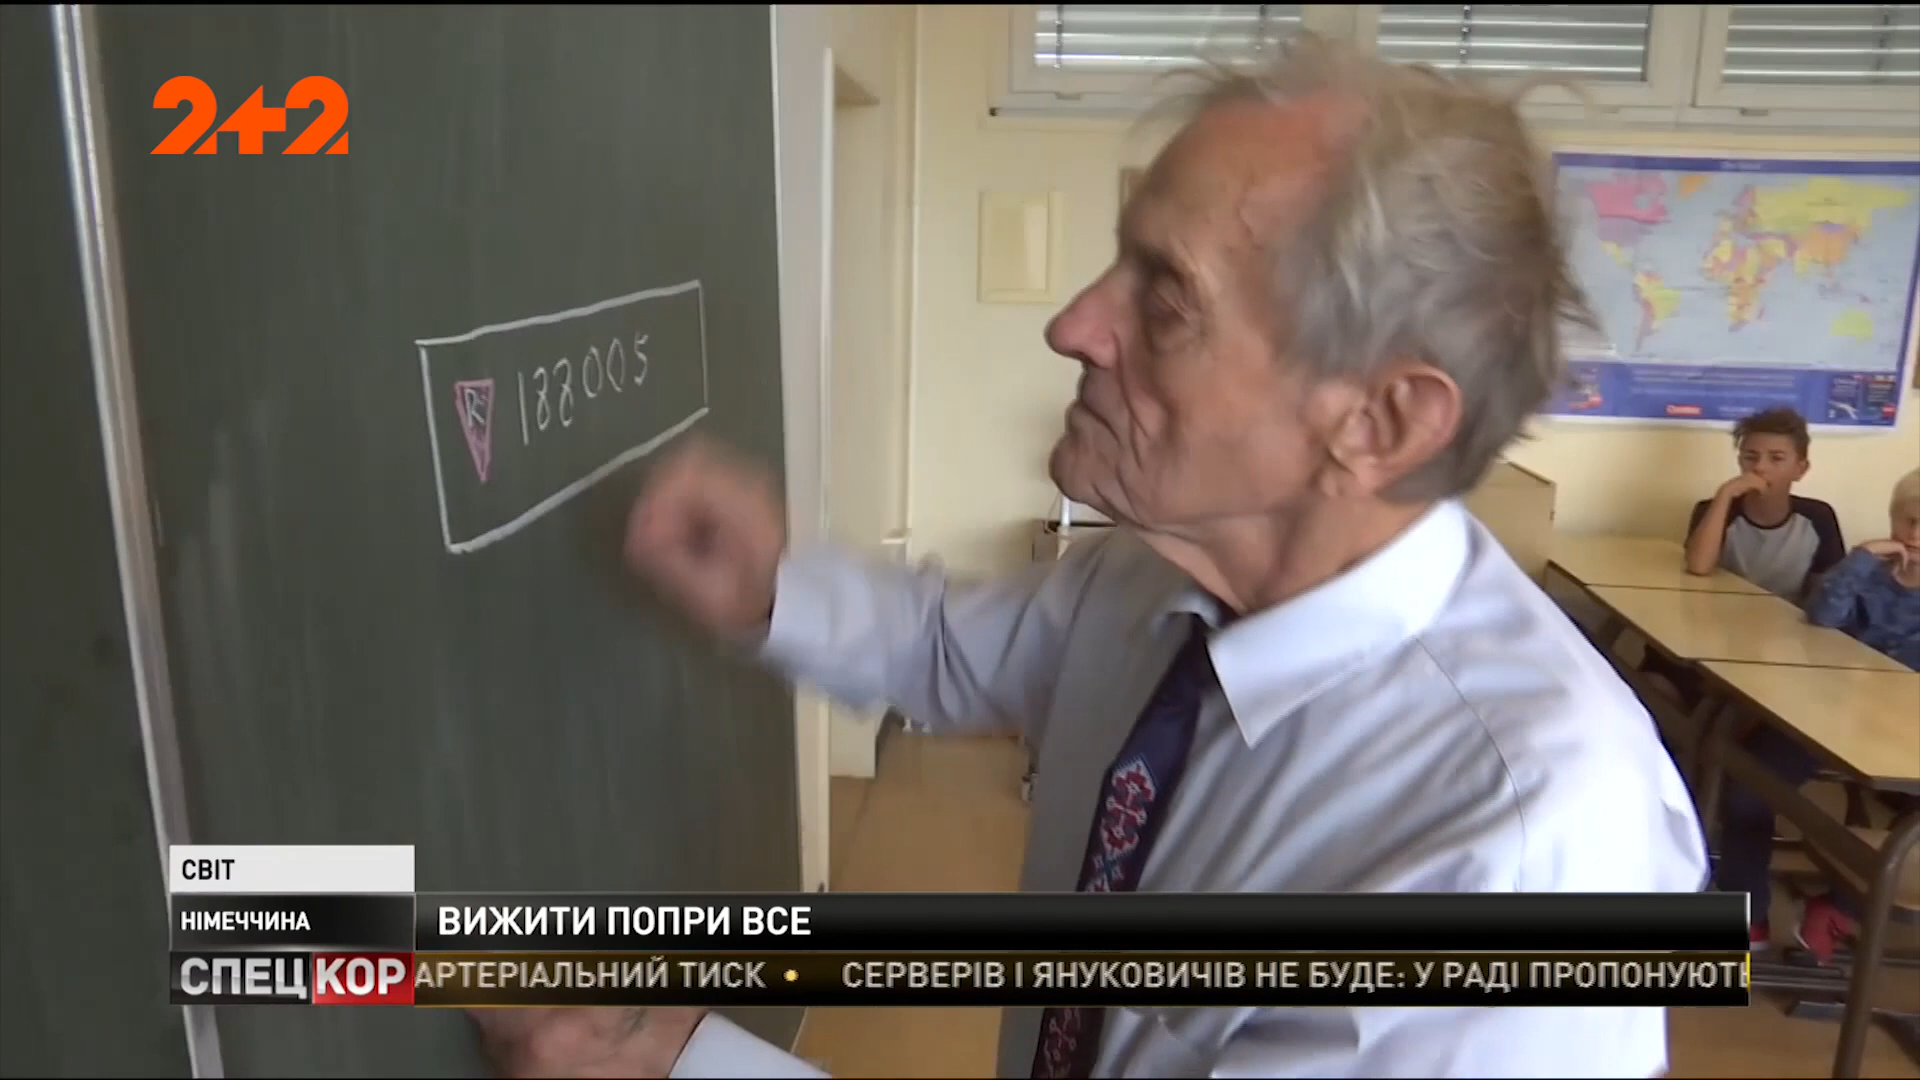 2+2
R 188005
СВІТ
НІМЕЧЧИНА
ВИЖИТИ ПОПРИ ВСЕ
СПЕЦКОР
АРТЕРІАЛЬНИЙ ТИСК • СЕРВЕРІВ І ЯНУКОВИЧІВ НЕ БУДЕ: У РАДІ ПРОПОНУЮТЬ